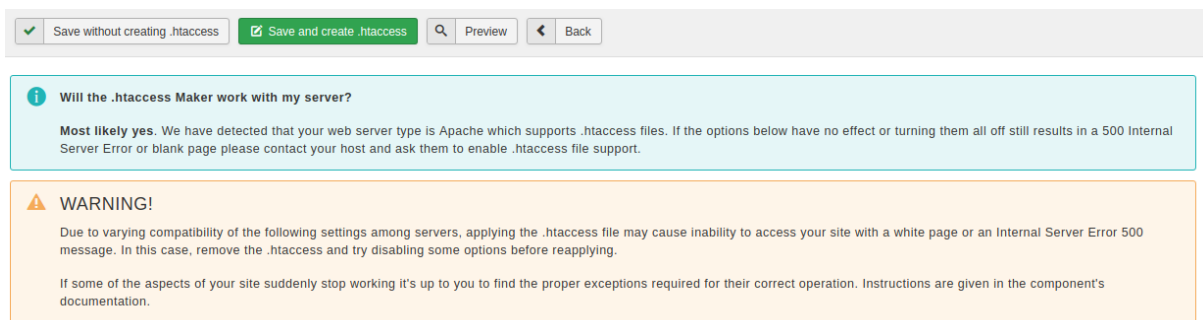 Save without creating .htaccess Save and create .htaccess Preview Back
Will the .htaccess Maker work with my server?
Most likely yes. We have detected that your web server type is Apache which supports .htaccess files. If the options below have no effect or turning them all off still results in a 500 Internal
Server Error or blank page please contact your host and ask them to enable .htaccess file support.
WARNING!
Due to varying compatibility of the following settings among servers, applying the .htaccess file may cause inability to access your site with a white page or an Internal Server Error 500
message. In this case, remove the .htaccess and try disabling some options before reapplying.
If some of the aspects of your site suddenly stop working it's up to you to find the proper exceptions required for their correct operation. Instructions are given in the component's
documentation.